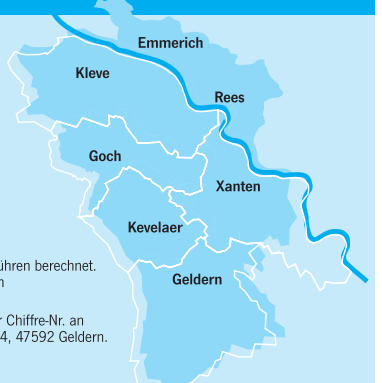 Emmerich
Kleve
Rees
Goch
Xanten
Kevelaer
Geldern
ühren berechnet.
n
r Chiffre-Nr. an
4, 47592 Geldern.